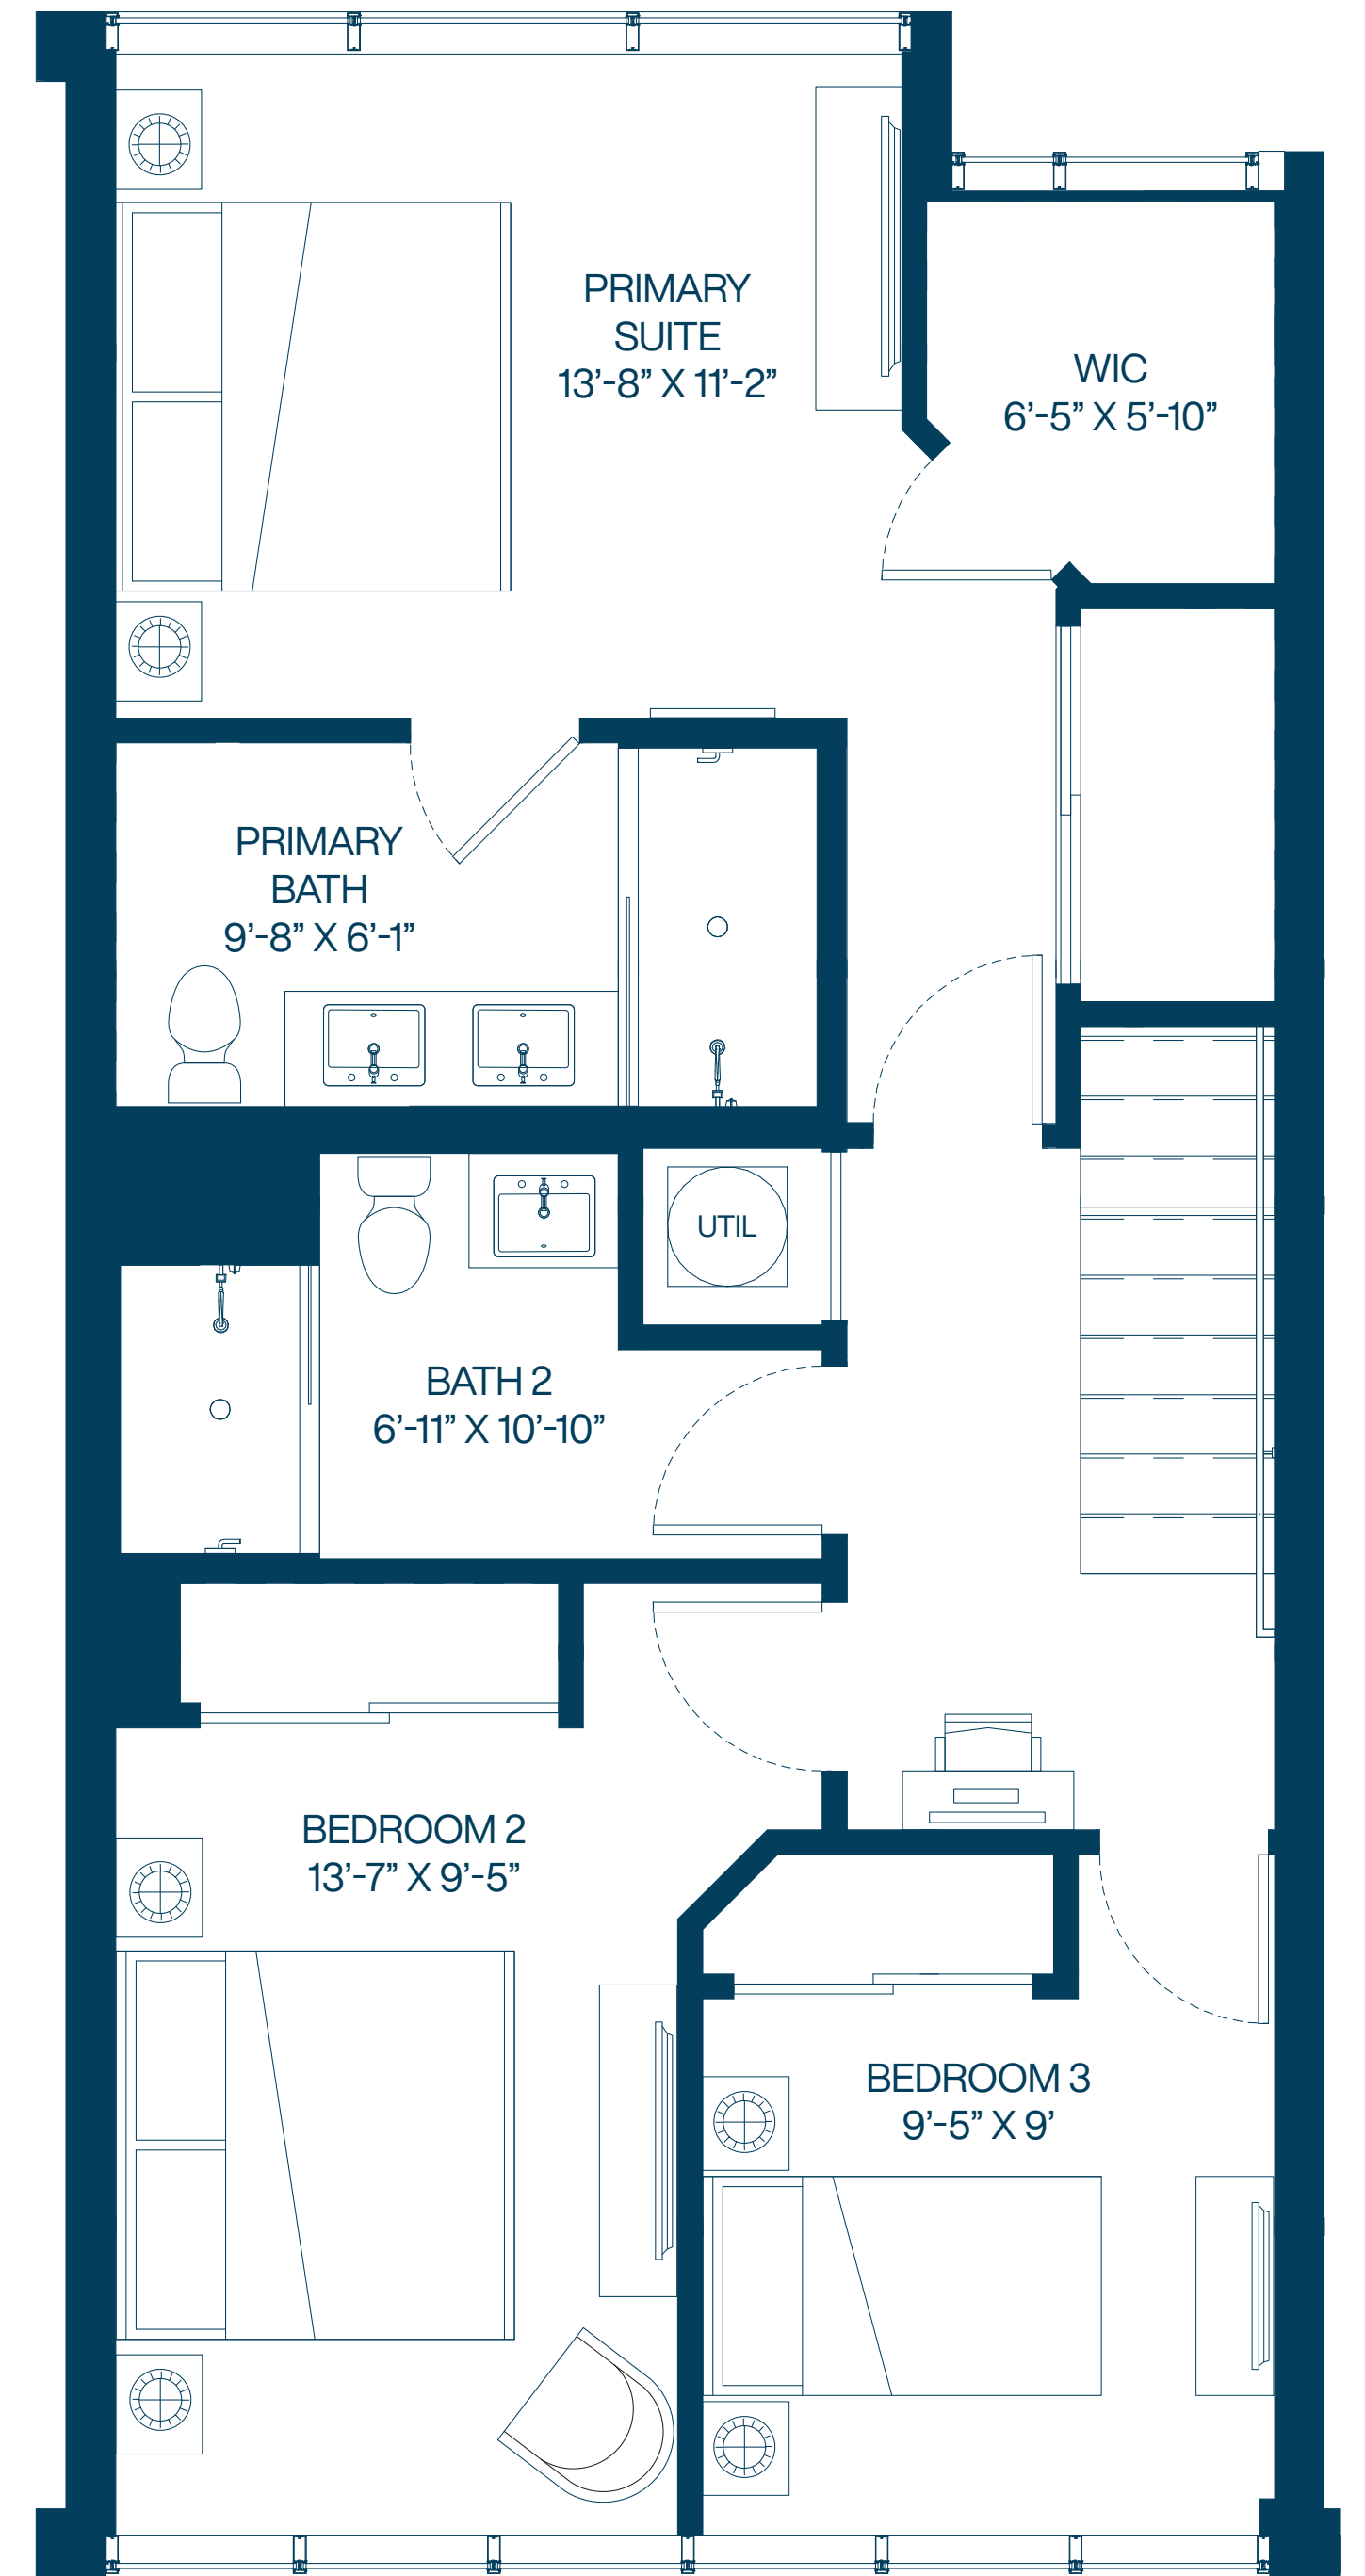 PRIMARY
SUITE
13’-8” X 11’-2”
WIC
6’-5” X 5’-10”
PRIMARY
BATH
9’-8” X 6’-1”
UTIL
BATH 2
6’-11” X 10’-10”
BEDROOM 2
13’-7” X 9’-5”
BEDROOM 3
9’-5” X 9’